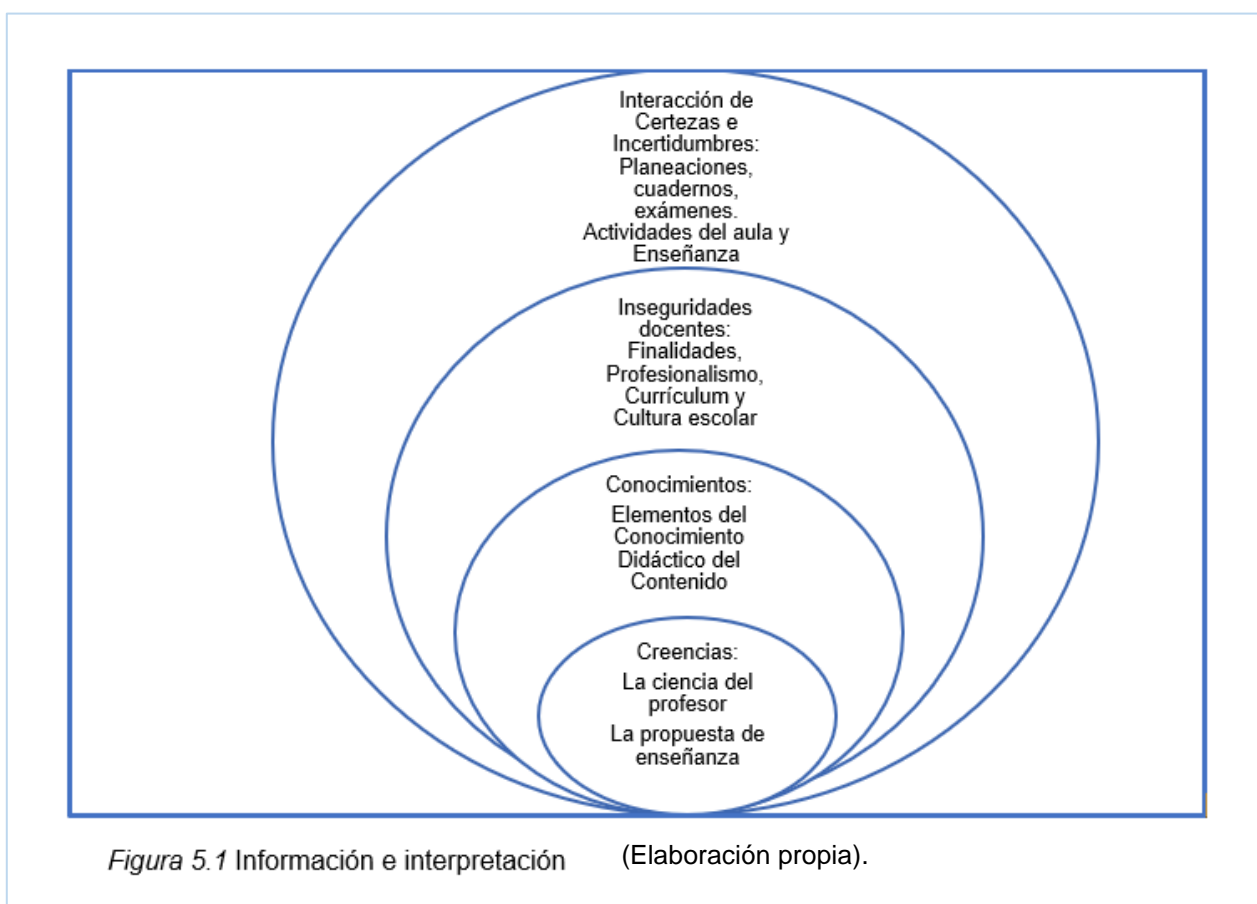 Interacción de
Certezas e
Incertidumbres:
Planeaciones,
cuadernos,
exámenes.
Actividades del aula y
Enseñanza
Inseguridades
docentes:
Finalidades,
Profesionalismo,
Currículum y
Cultura escolar
Conocimientos:
Elementos del
Conocimiento
Didáctico del
Contenido
Creencias:
La ciencia del
profesor
La propuesta de
enseñanza
Figura 5.1 Información e interpretación (Elaboración propia).